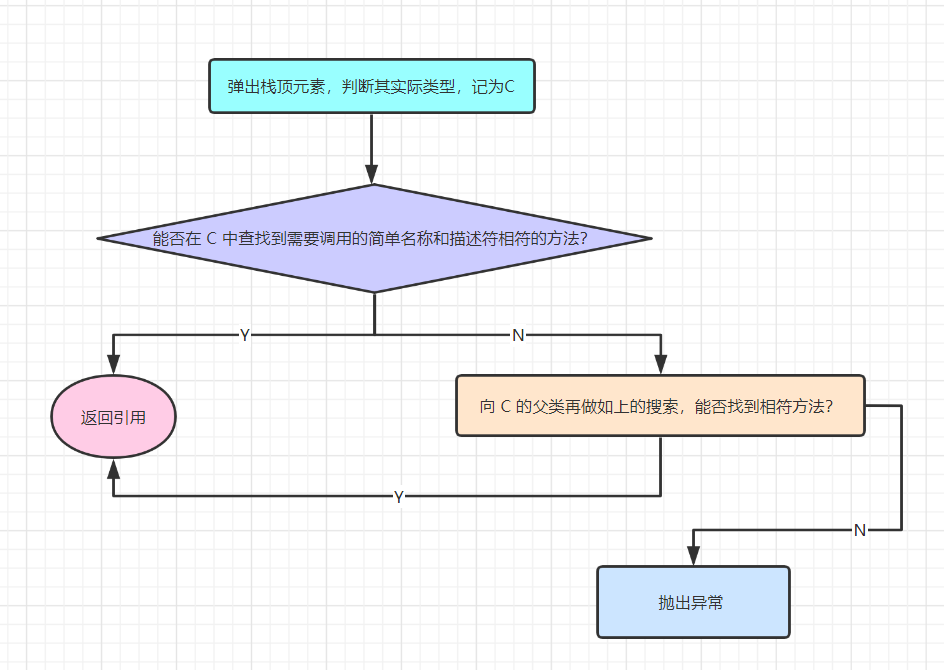 弹出栈顶元素，判断其实际类型，记为C
能否在 C 中查找到需要调用的简单名称和描述符相符的方法？
Y
N
返回引用
向 C 的父类再做如上的搜索，能否找到相符方法？
Y
N
抛出异常